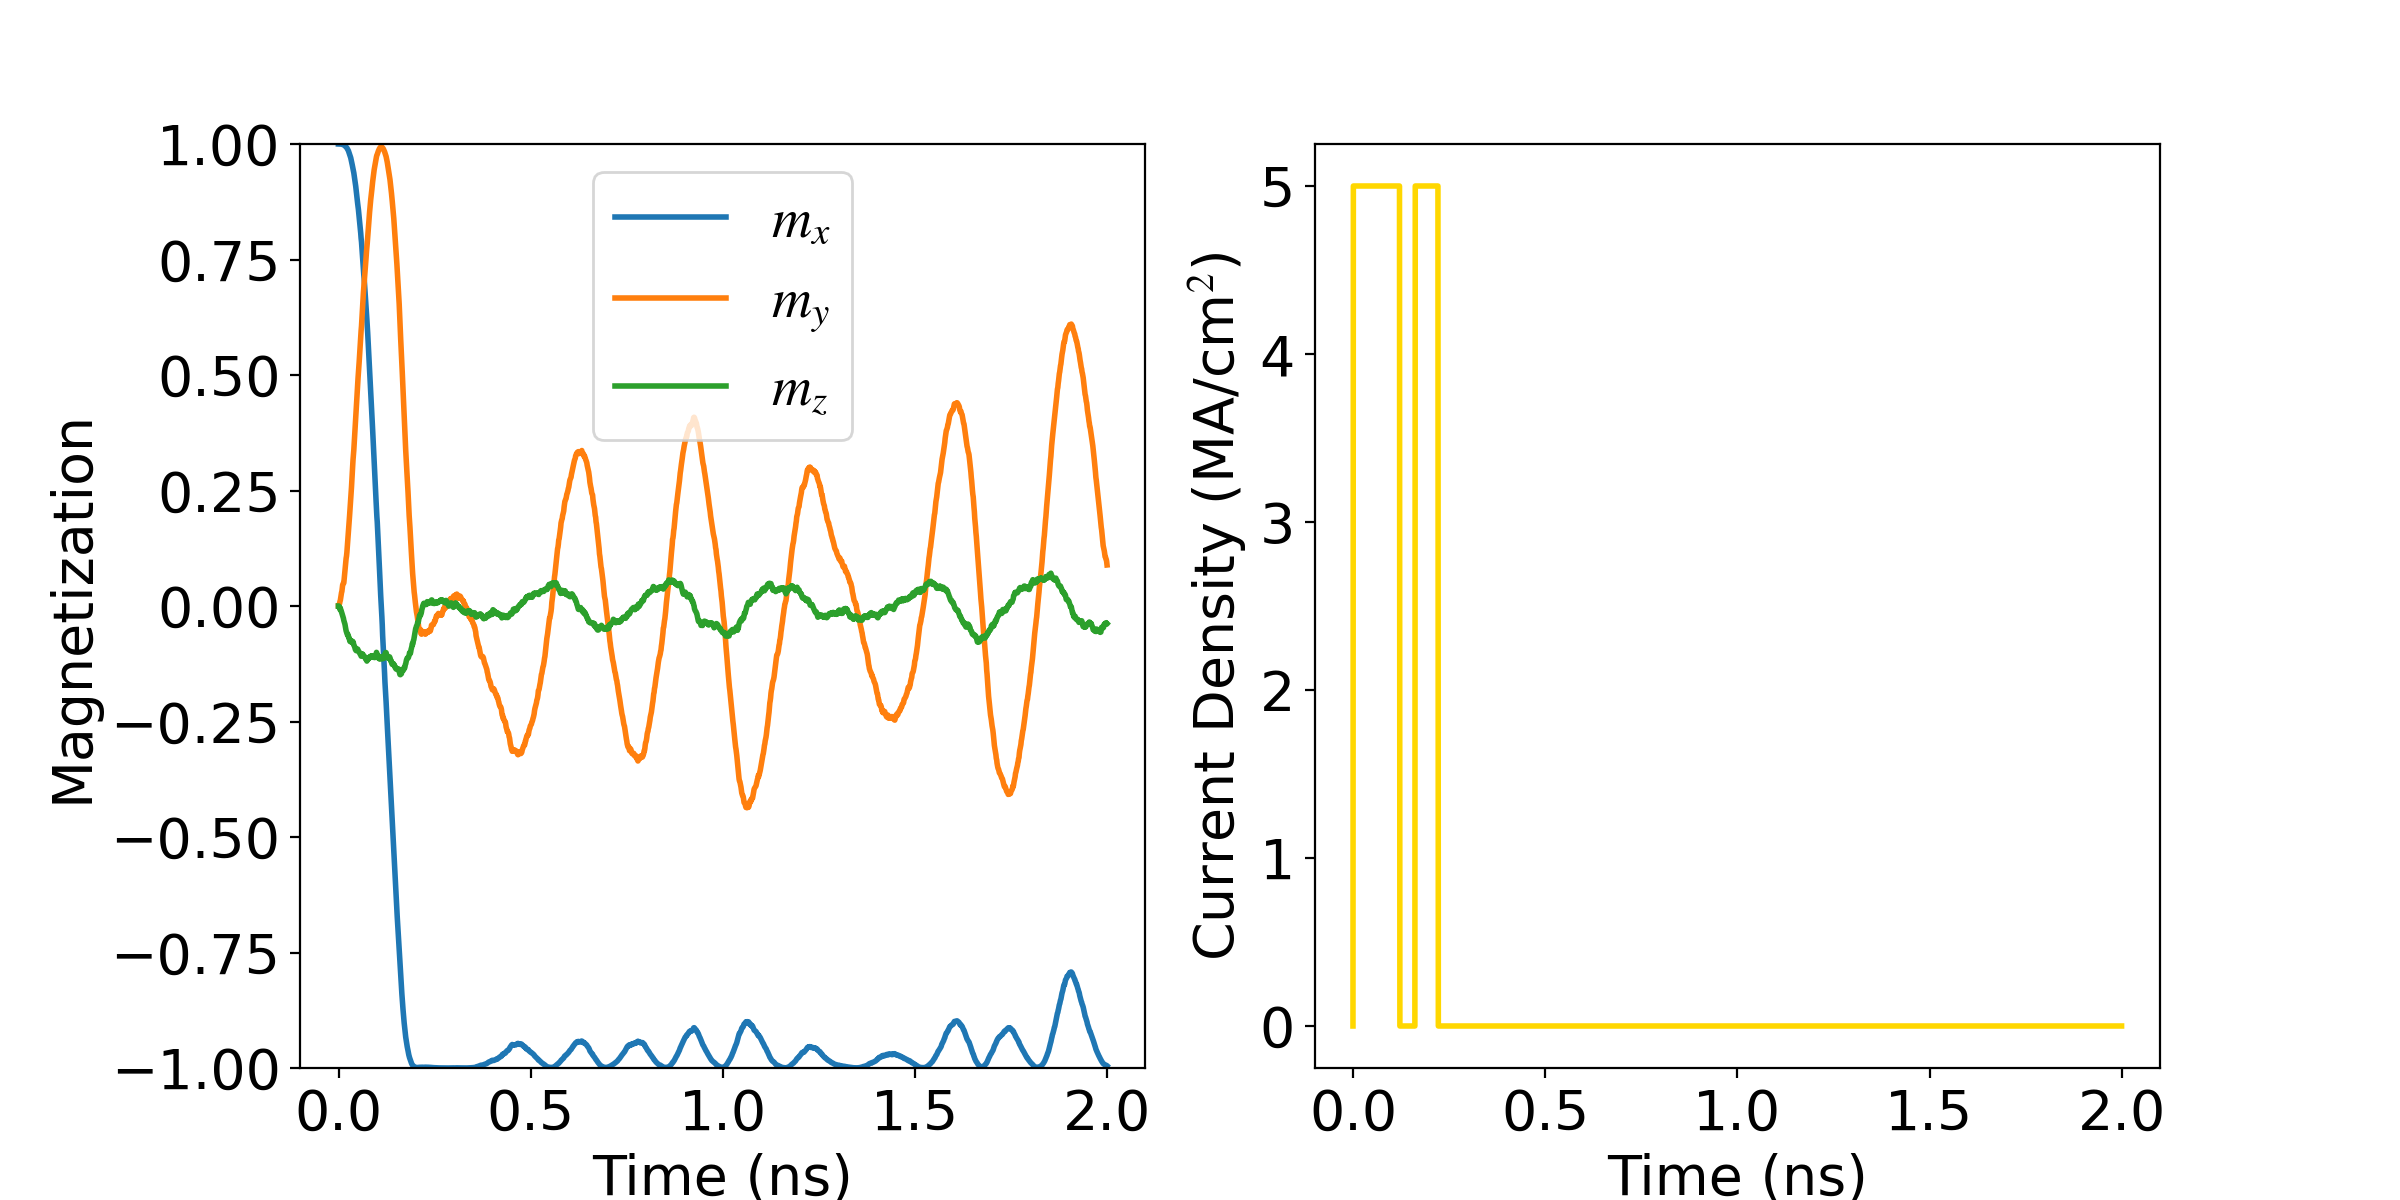 1.00
0.75
0.50
0.25
0.00
−0.25
−0.50
−0.75
−1.00
Magnetization
0.0 0.5 1.0 1.5 2.0
Time (ns)
m_x
m_y
m_z
5
4
3
2
1
0
Current Density (MA/cm²)
0.0 0.5 1.0 1.5 2.0
Time (ns)